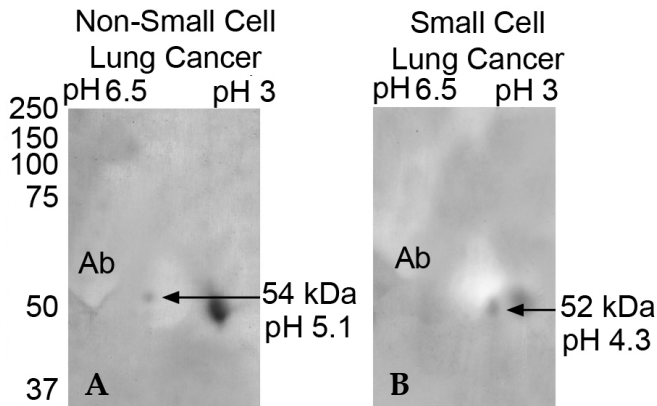 Non-Small Cell
Lung Cancer
pH 6.5 pH 3
Small Cell
Lung Cancer
pH 6.5 pH 3
250
150
100
75
50
37
Ab
54 kDa
pH 5.1
A
Ab
52 kDa
pH 4.3
B